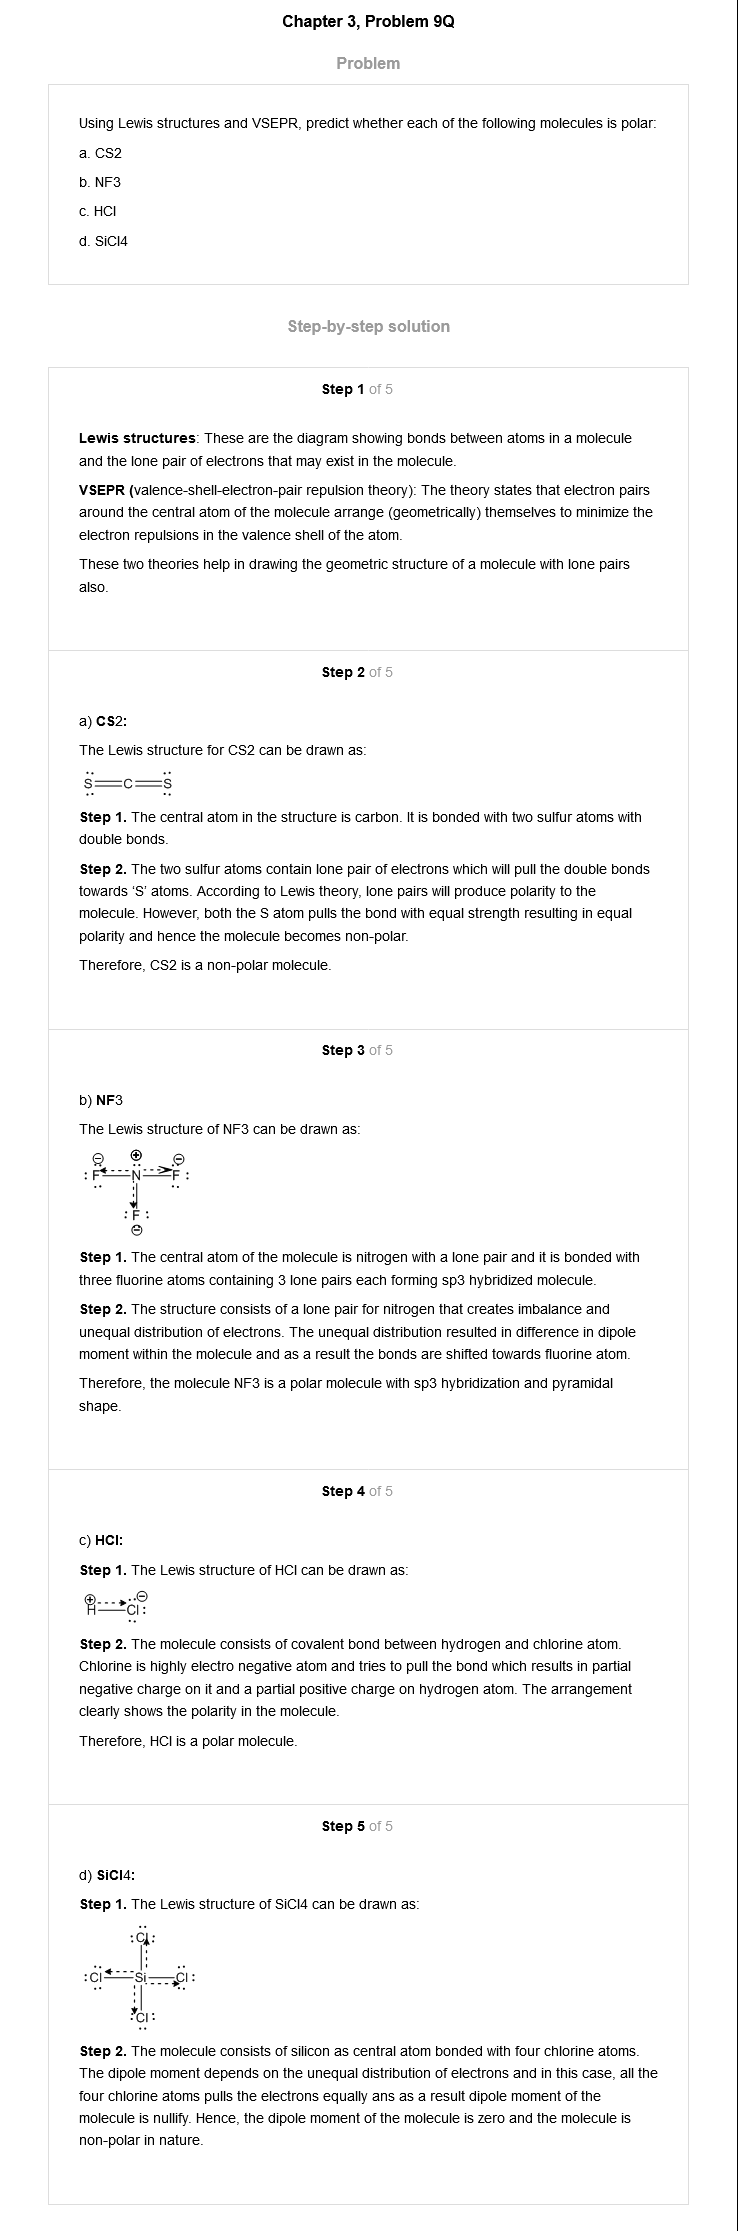 Chapter 3, Problem 9Q
Problem
Using Lewis structures and VSEPR, predict whether each of the following molecules is polar:
a. CS2
b. NF3
c. HCl
d. SiCl4
Step-by-step solution
Step 1 of 5
Lewis structures: These are the diagram showing bonds between atoms in a molecule
and the lone pair of electrons that may exist in the molecule.
VSEPR (valence-shell-electron-pair repulsion theory): The theory states that electron pairs
around the central atom of the molecule arrange (geometrically) themselves to minimize the
electron repulsions in the valence shell of the atom.
These two theories help in drawing the geometric structure of a molecule with lone pairs
also.
Step 2 of 5
a) CS2:
The Lewis structure for CS2 can be drawn as:
S C S
Step 1. The central atom in the structure is carbon. It is bonded with two sulfur atoms with
double bonds.
Step 2. The two sulfur atoms contain lone pair of electrons which will pull the double bonds
towards ‘S’ atoms. According to Lewis theory, lone pairs will produce polarity to the
molecule. However, both the S atom pulls the bond with equal strength resulting in equal
polarity and hence the molecule becomes non-polar.
Therefore, CS2 is a non-polar molecule.
Step 3 of 5
b) NF3
The Lewis structure of NF3 can be drawn as:
F N F
F
Step 1. The central atom of the molecule is nitrogen with a lone pair and it is bonded with
three fluorine atoms containing 3 lone pairs each forming sp3 hybridized molecule.
Step 2. The structure consists of a lone pair for nitrogen that creates imbalance and
unequal distribution of electrons. The unequal distribution resulted in difference in dipole
moment within the molecule and as a result the bonds are shifted towards fluorine atom.
Therefore, the molecule NF3 is a polar molecule with sp3 hybridization and pyramidal
shape.
Step 4 of 5
c) HCl:
Step 1. The Lewis structure of HCl can be drawn as:
H Cl
Step 2. The molecule consists of covalent bond between hydrogen and chlorine atom.
Chlorine is highly electro negative atom and tries to pull the bond which results in partial
negative charge on it and a partial positive charge on hydrogen atom. The arrangement
clearly shows the polarity in the molecule.
Therefore, HCl is a polar molecule.
Step 5 of 5
d) SiCl4:
Step 1. The Lewis structure of SiCl4 can be drawn as:
Cl
Cl Si Cl
Cl
Step 2. The molecule consists of silicon as central atom bonded with four chlorine atoms.
The dipole moment depends on the unequal distribution of electrons and in this case, all the
four chlorine atoms pulls the electrons equally ans as a result dipole moment of the
molecule is nullify. Hence, the dipole moment of the molecule is zero and the molecule is
non-polar in nature.